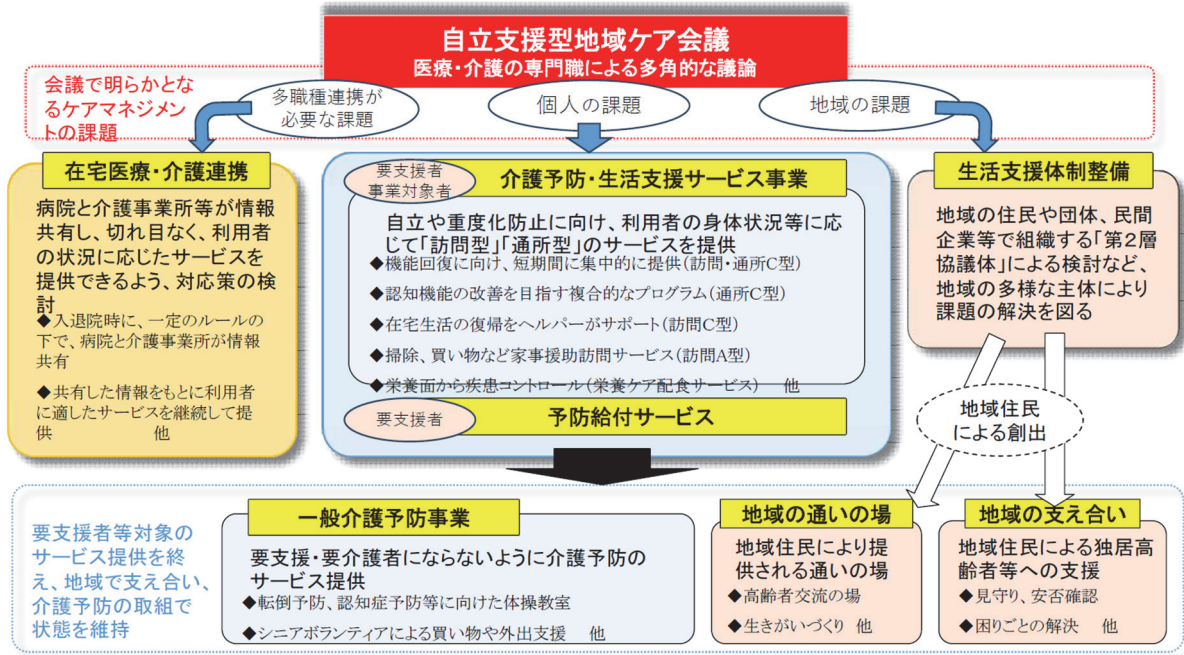 自立支援型地域ケア会議
医療・介護の専門職による多角的な議論
会議で明らかと
なるケアマネジメン
トの課題
多職種連携が
必要な課題
個人の課題
地域の課題
在宅医療・介護連携
病院と介護事業所等が情報
共有し、切れ目なく、利用者
の状況に応じたサービスを
提供できるよう、対応策の検
討
◆入退院時に、一定のルールの
下で、病院と介護事業所が情報
共有
◆共有した情報をもとに利用者
に適したサービスを継続して提
供 他
要支援者
事業対象者
介護予防・生活支援サービス事業
自立や重度化防止に向け、利用者の身体状況等に応
じて「訪問型」「通所型」のサービスを提供
◆機能回復に向け、短期間に集中的に提供(訪問・通所C型)
◆認知機能の改善を目指す複合的なプログラム(通所C型)
◆在宅生活の復帰をヘルパーがサポート(訪問C型)
◆掃除、買い物など家事援助訪問サービス(訪問A型)
◆栄養面から疾患コントロール(栄養ケア配食サービス) 他
要支援者
予防給付サービス
生活支援体制整備
地域の住民や団体、民間
企業等で組織する「第2層
協議体」による検討など、
地域の多様な主体により
課題の解決を図る
地域住民
による創出
要支援者等対象の
サービス提供を終
え、地域で支え合い、
介護予防の取組で
状態を維持
一般介護予防事業
要支援・要介護者にならないように介護予防の
サービス提供
◆転倒予防、認知症予防等に向けた体操教室
◆シニアボランティアによる買い物や外出支援 他
地域の通いの場
地域住民により提
供される通いの場
◆高齢者交流の場
◆生きがいづくり 他
地域の支え合い
地域住民による独居高
齢者等への支援
◆見守り、安否確認
◆困りごとの解決 他